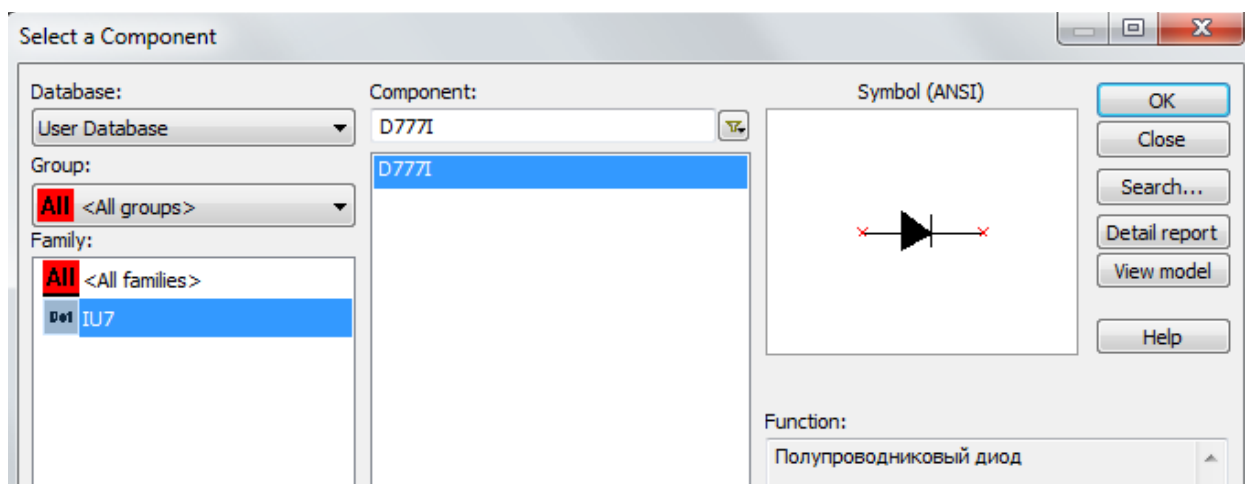 Select a Component
Database:
User Database
Group:
All <All groups>
Family:
All <All families>
IU7
Component:
D777I
D777I
Symbol (ANSI)
OK
Close
Search...
Detail report
View model
Help
Function:
Полупроводниковый диод